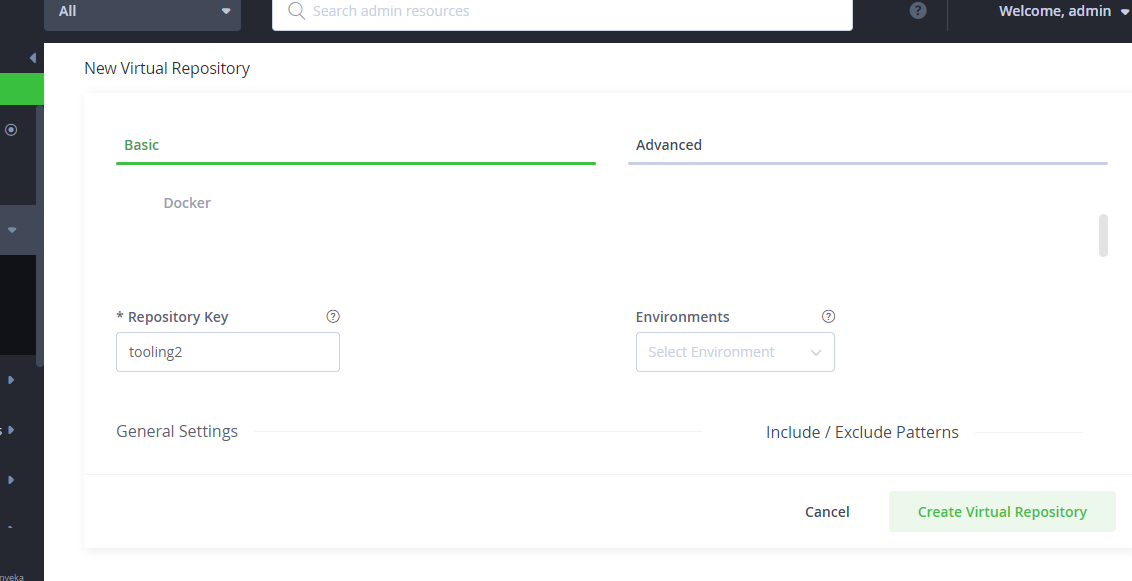 All
Search admin resources
?
Welcome, admin
New Virtual Repository
Basic
Advanced
Docker
* Repository Key ?
Environments ?
tooling2
Select Environment
General Settings
Include / Exclude Patterns
Cancel
Create Virtual Repository